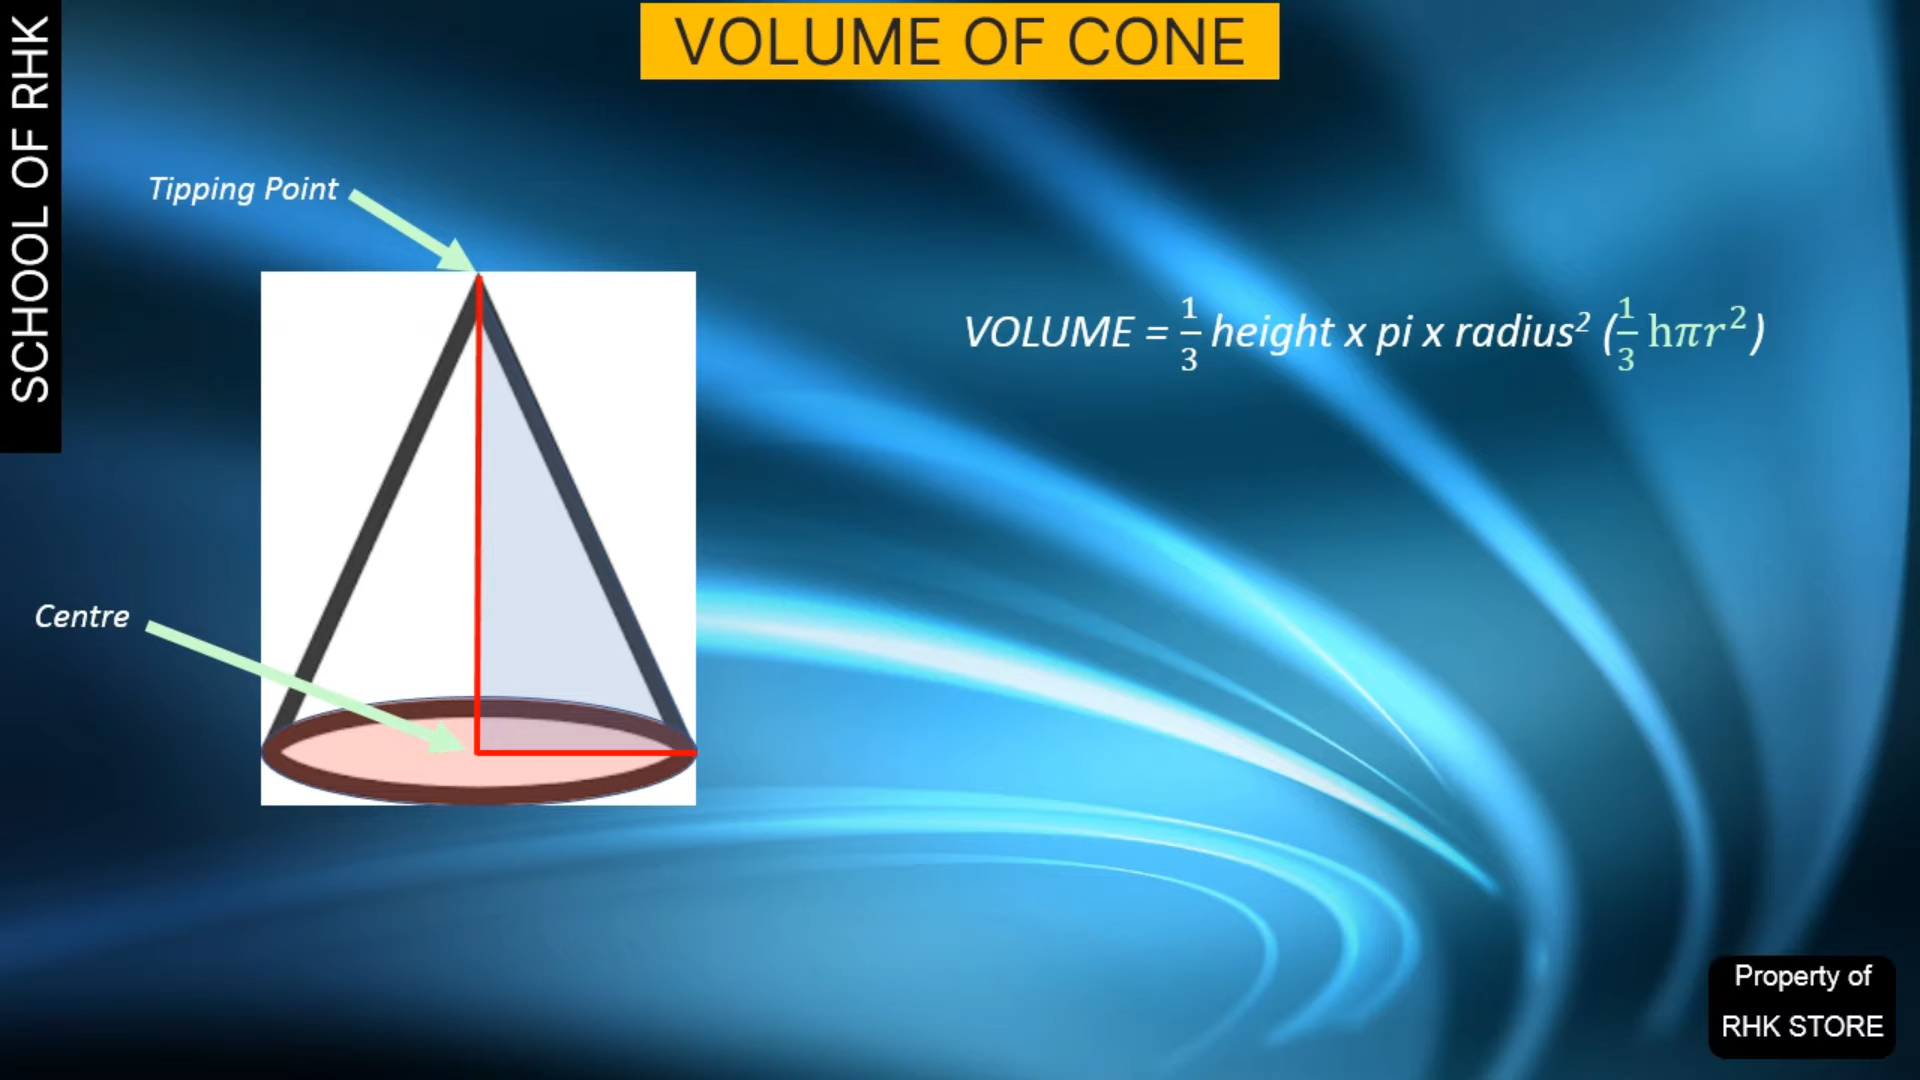 SCHOOL OF RHK
VOLUME OF CONE
Tipping Point
VOLUME = 1/3 height x pi x radius² (1/3 hπr²)
Centre
Property of
RHK STORE